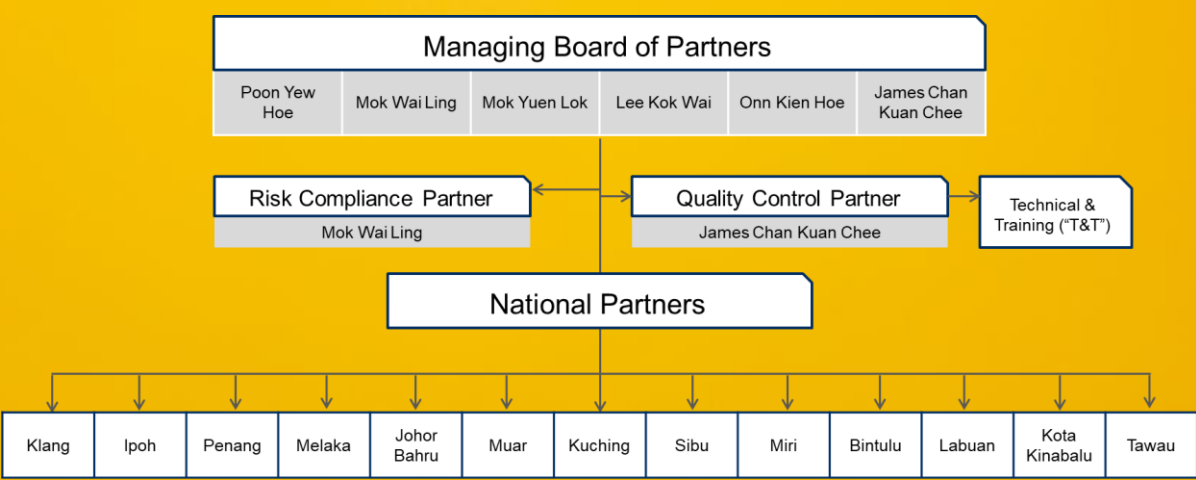 Managing Board of Partners
Poon Yew
Hoe
Mok Wai Ling
Mok Yuen Lok
Lee Kok Wai
Onn Kien Hoe
James Chan
Kuan Chee
Risk Compliance Partner
Mok Wai Ling
Quality Control Partner
James Chan Kuan Chee
Technical &
Training (“T&T”)
National Partners
Klang
Ipoh
Penang
Melaka
Johor
Bahru
Muar
Kuching
Sibu
Miri
Bintulu
Labuan
Kota
Kinabalu
Tawau